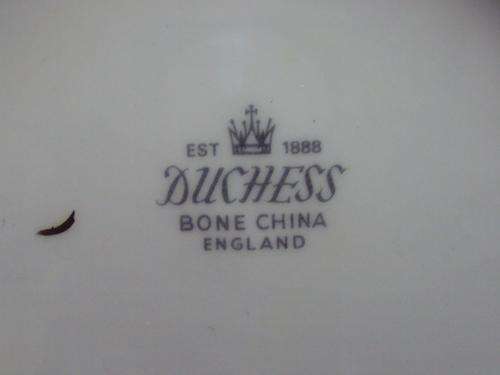 EST 1888
DUCHESS
BONE CHINA
ENGLAND